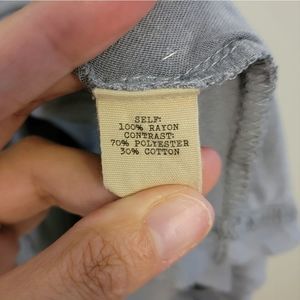 SELF:
100% RAYON
CONTRAST:
70% POLYESTER
30% COTTON